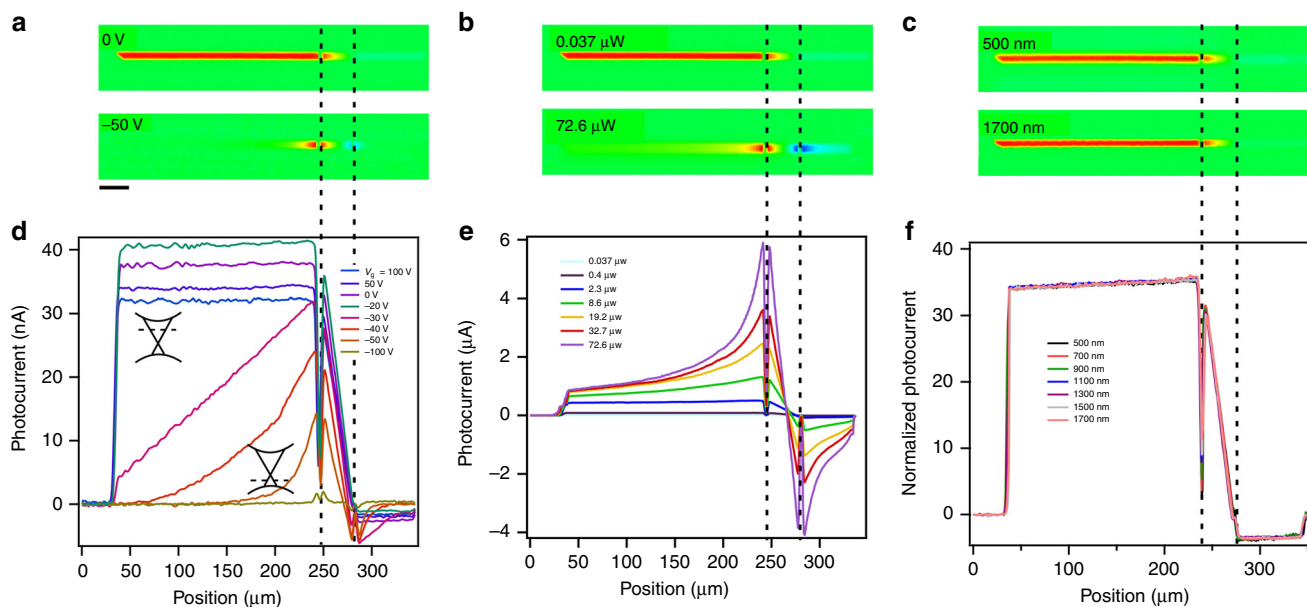 a
0 V
−50 V
b
0.037 μW
72.6 μW
c
500 nm
1700 nm
d
Photocurrent (nA)
40
30
20
10
0
Vg = 100 V
50 V
0 V
−20 V
−30 V
−40 V
−50 V
−100 V
0 50 100 150 200 250 300
Position (μm)
e
Photocurrent (μA)
6
4
2
0
−2
−4
0.037 μw
0.4 μw
2.3 μw
8.6 μw
19.2 μw
32.7 μw
72.6 μw
0 50 100 150 200 250 300
Position (μm)
f
Normalized photocurrent
40
35
30
10
0
500 nm
700 nm
900 nm
1100 nm
1300 nm
1500 nm
1700 nm
0 50 100 200 300
Position (μm)